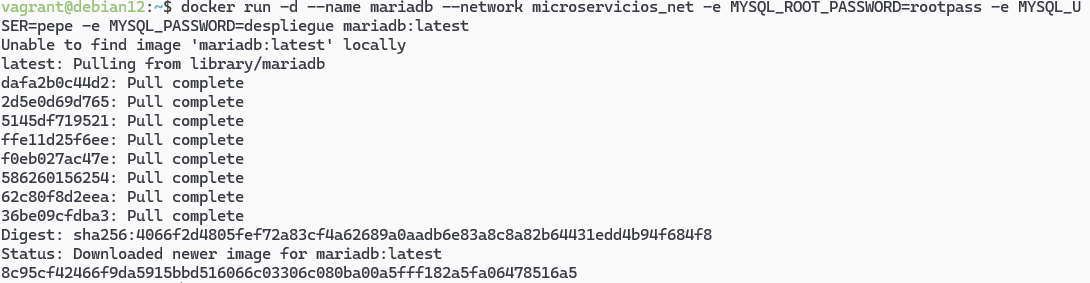 vagrant@debian12:~$ docker run -d --name mariadb --network microservicios_net -e MYSQL_ROOT_PASSWORD=rootpass -e MYSQL_U
SER=pepe -e MYSQL_PASSWORD=despliegue mariadb:latest
Unable to find image 'mariadb:latest' locally
latest: Pulling from library/mariadb
dafa2b0c44d2: Pull complete
2d5e0d69d765: Pull complete
5145df719521: Pull complete
ffe11d25f6ee: Pull complete
f0eb027ac47e: Pull complete
586260156254: Pull complete
62c80f8d2eea: Pull complete
36be09cfdba3: Pull complete
Digest: sha256:4066f2d4805fef72a83cf4a62689a0aadb6e83a8c8a82b64431edd4b94f684f8
Status: Downloaded newer image for mariadb:latest
8c95cf42466f9da5915bbd516066c03306c080ba00a5fff182a5fa06478516a5